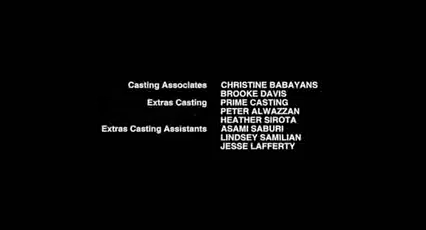 Casting Associates CHRISTINE BABAYANS
BROOKE DAVIS
Extras Casting PRIME CASTING
PETER ALWAZZAN
HEATHER SIROTA
Extras Casting Assistants ASAMI SABURI
LINDSEY SAMILIAN
JESSE LAFFERTY